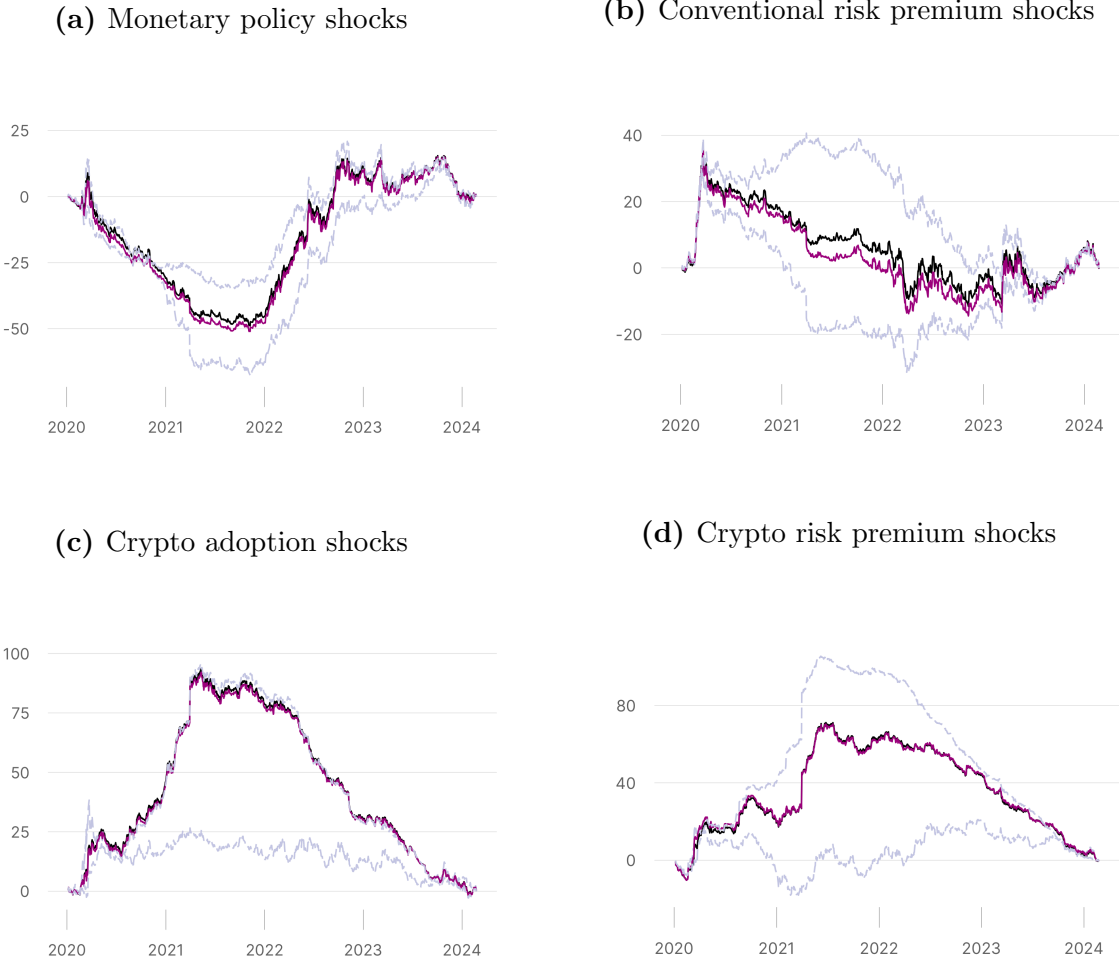 (a) Monetary policy shocks
25
0
-25
-50
2020 2021 2022 2023 2024
(b) Conventional risk premium shocks
40
20
0
-20
2020 2021 2022 2023 2024
(c) Crypto adoption shocks
100
75
50
25
0
2020 2021 2022 2023 2024
(d) Crypto risk premium shocks
80
40
0
2020 2021 2022 2023 2024